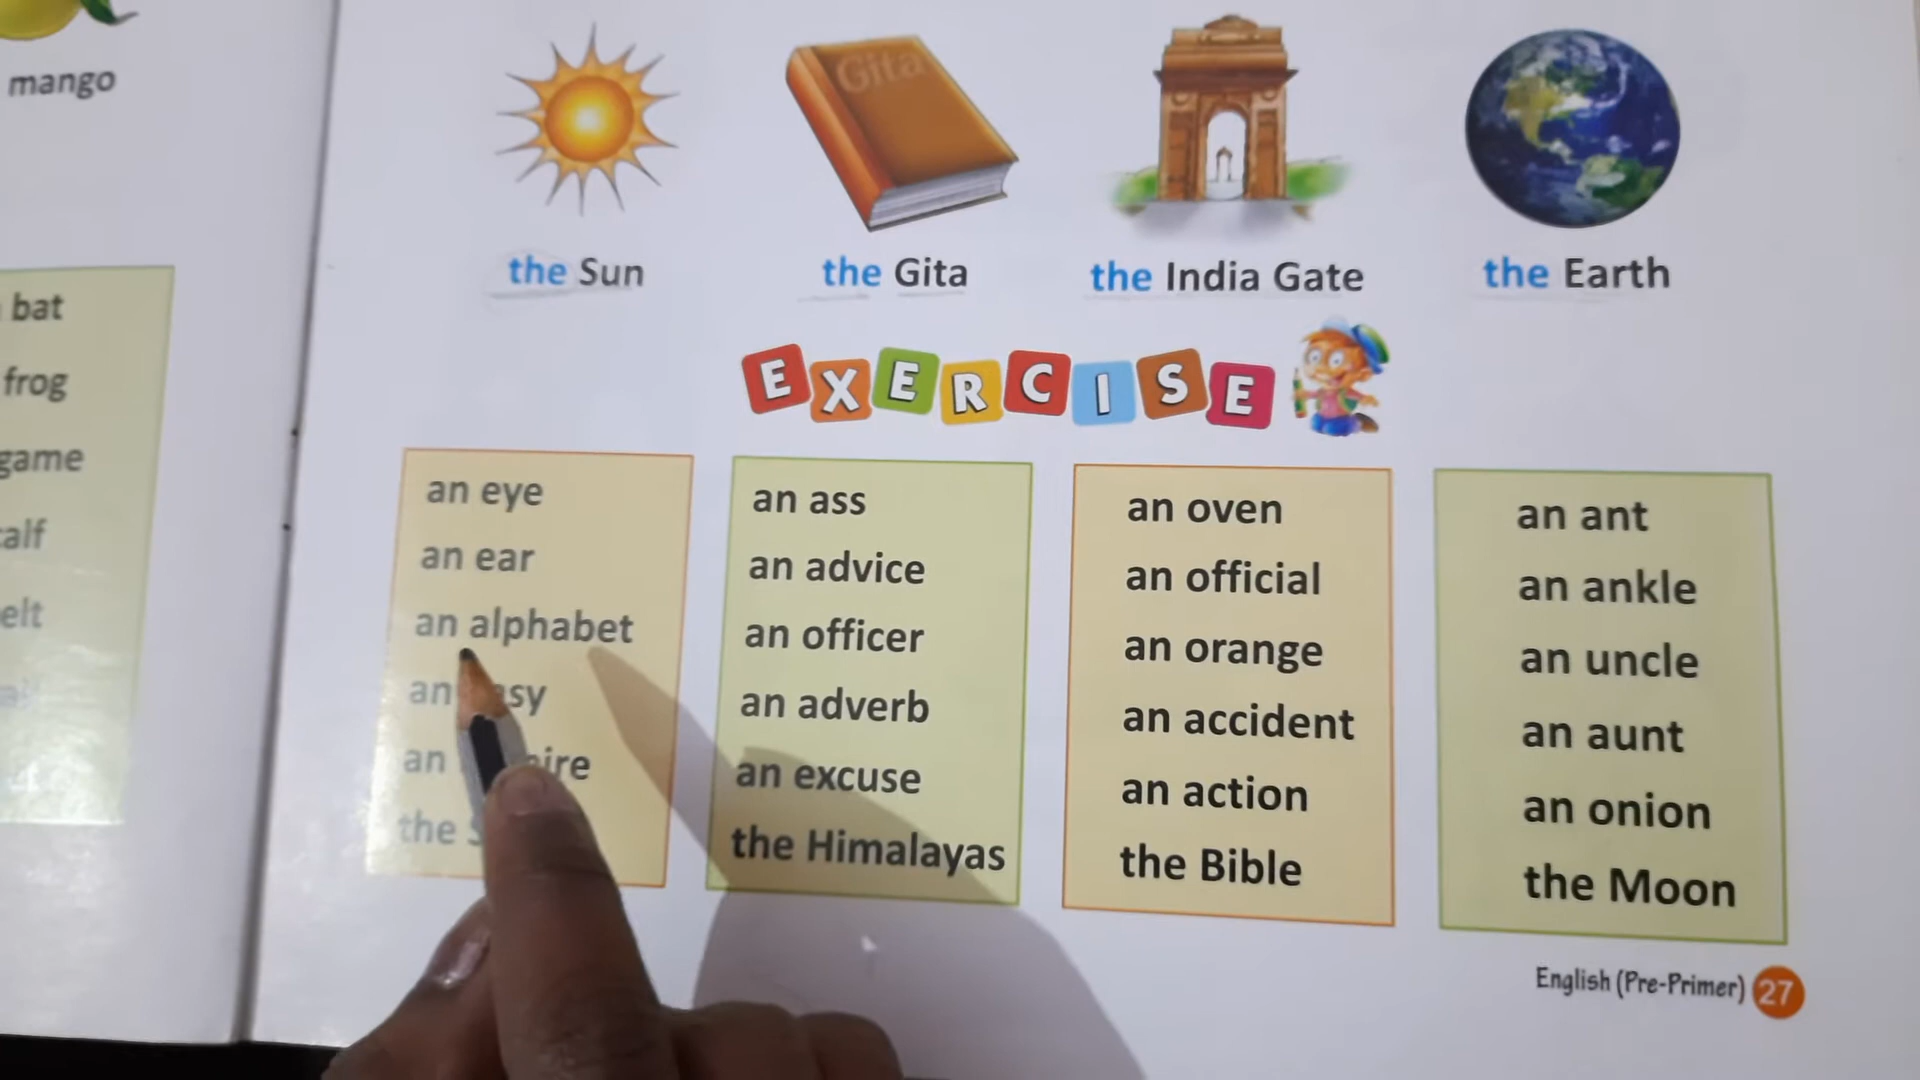 mango
bat
frog
game
Gita
the Sun
the Gita
the India Gate
the Earth
EXERCISE
an eye
an ear
an alphabet
an
an
the
an ass
an advice
an officer
an adverb
an excuse
the Himalayas
an oven
an official
an orange
an accident
an action
the Bible
an ant
an ankle
an uncle
an aunt
an onion
the Moon
English (Pre-Primer) 27